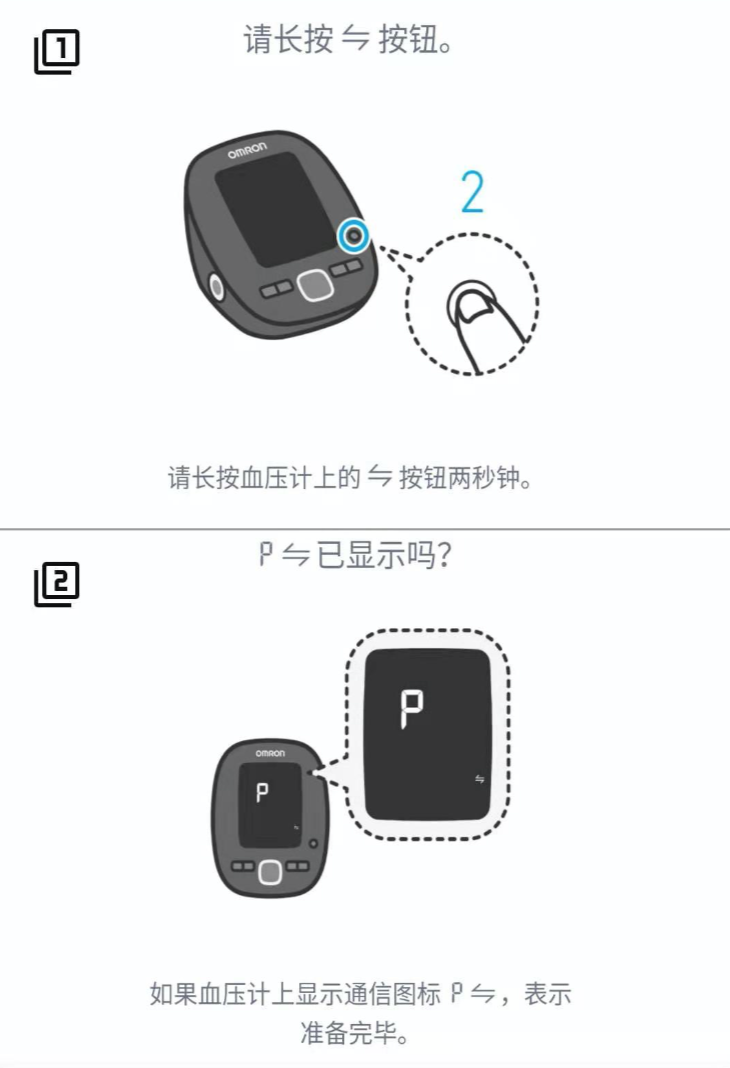 1
请长按 ⇋ 按钮。
OMRON
2
请长按血压计上的 ⇋ 按钮两秒钟。
2
P ⇋ 已显示吗?
P
⇋
OMRON
P
⇋
如果血压计上显示通信图标 P ⇋，表示
准备完毕。